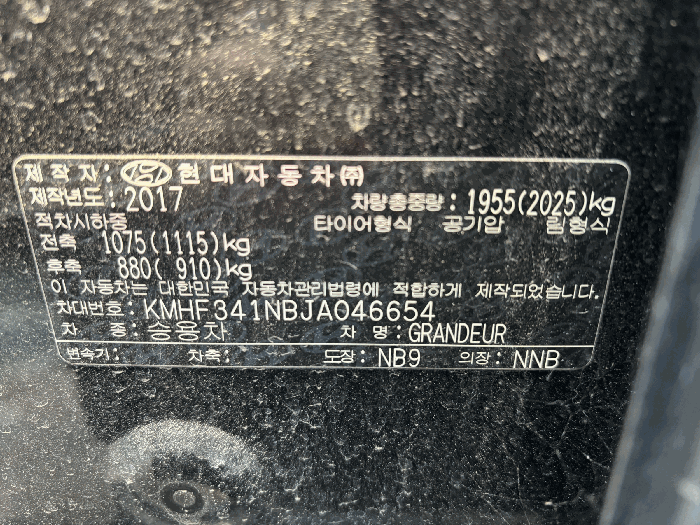 제작자: 현대자동차㈜
제작년도: 2017 차량총중량: 1955(2025)kg
적차시하중 타이어형식 공기압 림형식
전축 1075(1115)kg
후축 880( 910)kg
이 자동차는 대한민국 자동차관리법령에 적합하게 제작되었습니다.
차대번호: KMHF341NBJA046654
차 종: 승용차 차 명: GRANDEUR
변속기: 차축: 도장: NB9 의장: NNB